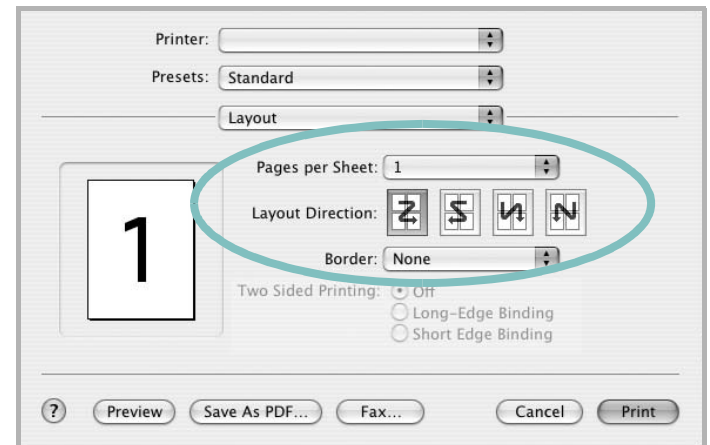 Printer:
Presets: Standard
Layout
Pages per Sheet: 1
Layout Direction:
Border: None
1
Two Sided Printing: Off
Long-Edge Binding
Short Edge Binding
? Preview Save As PDF... Fax... Cancel Print